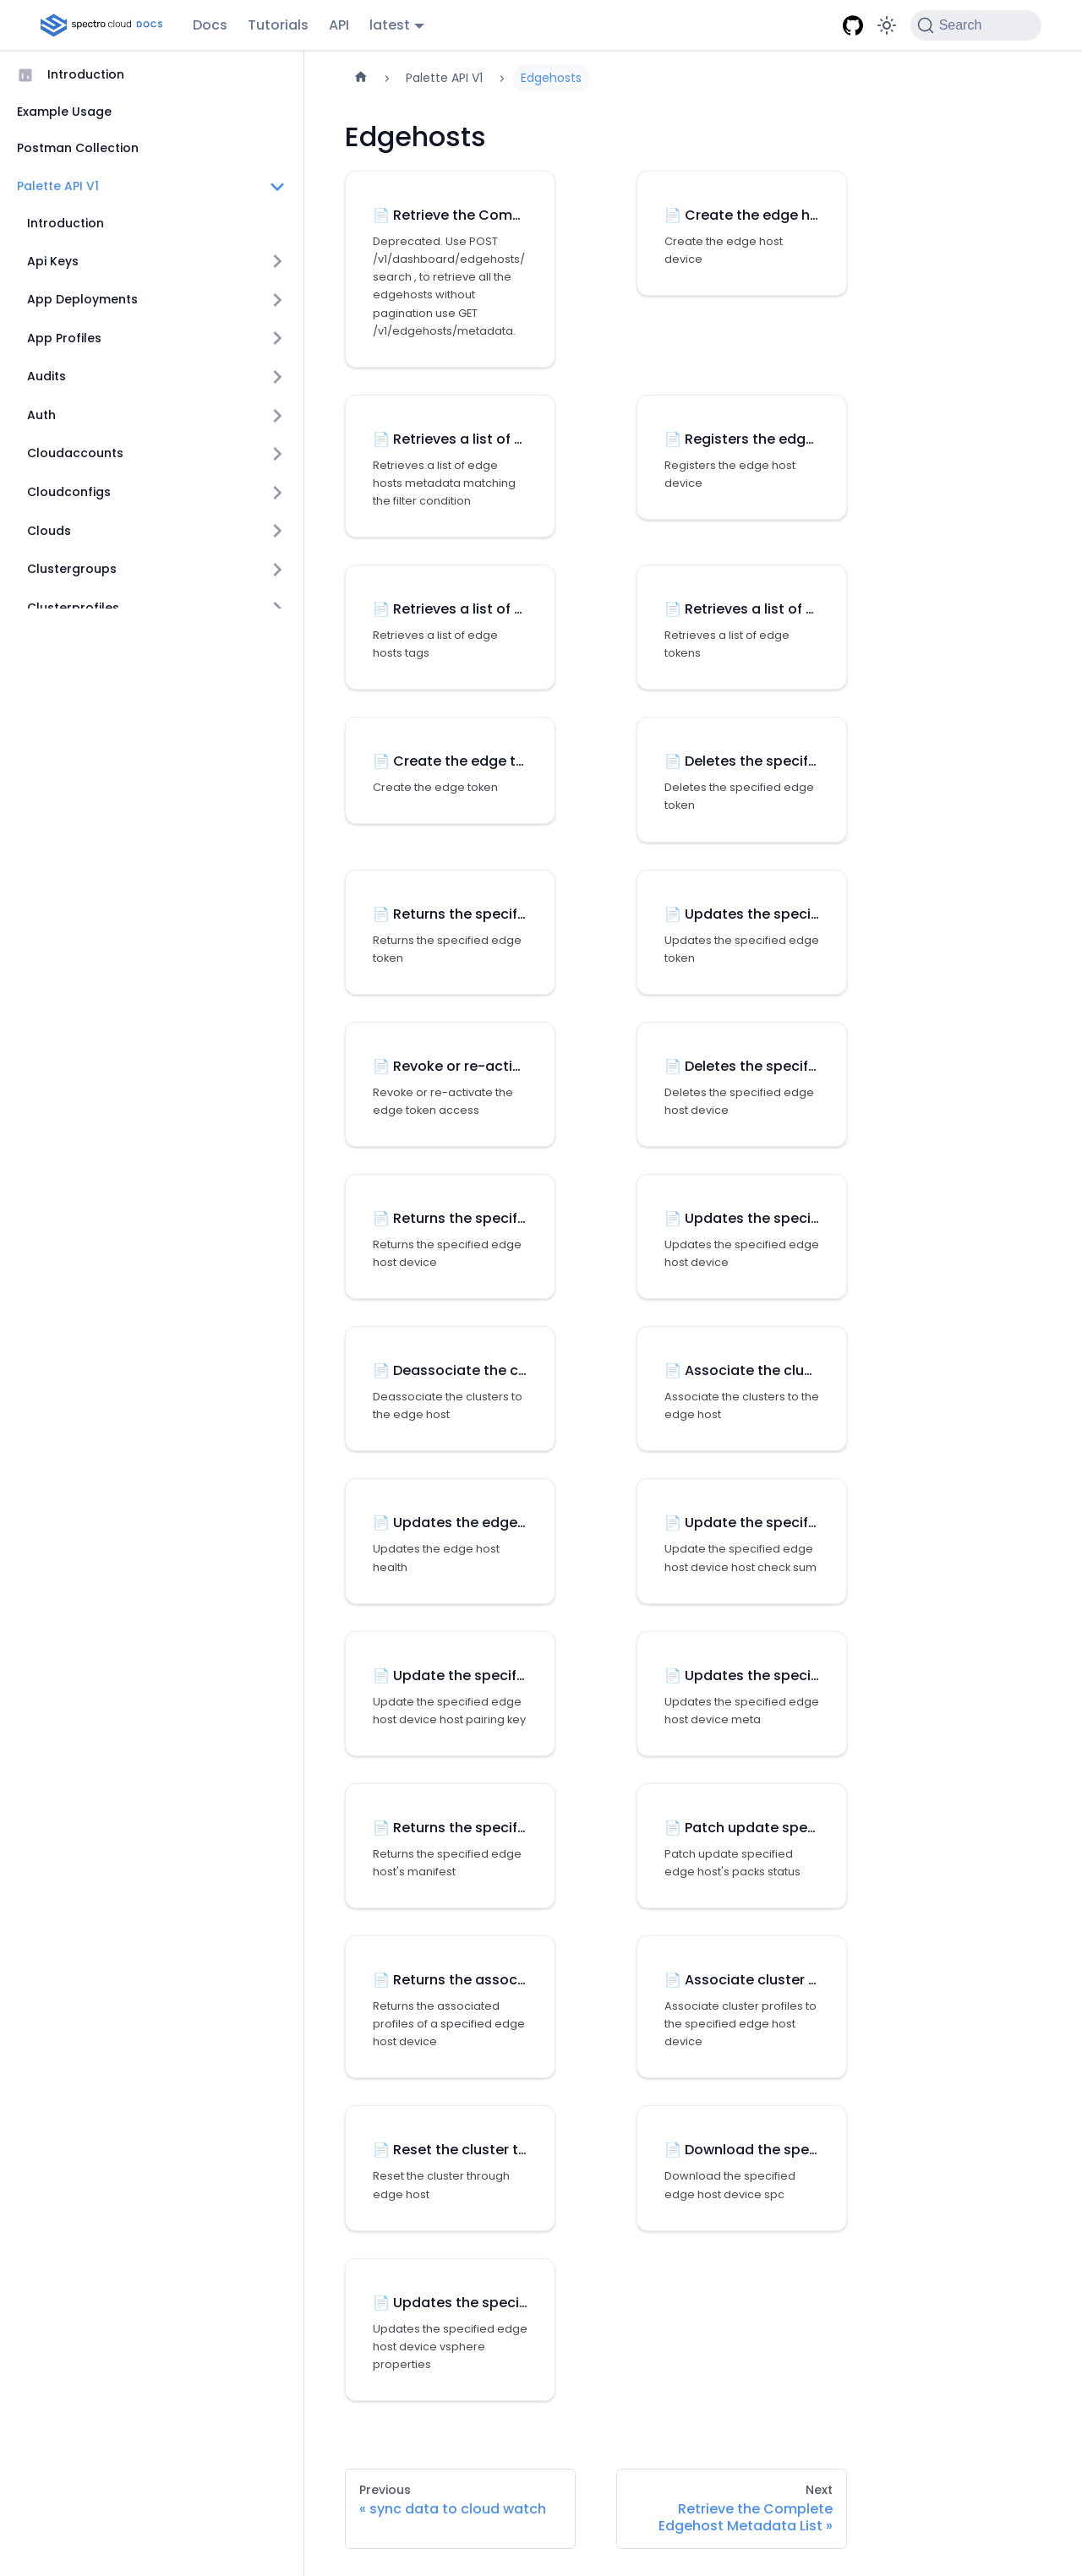 spectro cloud DOCS Docs Tutorials API latest Search
Introduction
Example Usage
Postman Collection
Palette API V1
Introduction
Api Keys
App Deployments
App Profiles
Audits
Auth
Cloudaccounts
Cloudconfigs
Clouds
Clustergroups
Clusterprofiles
Palette API V1 Edgehosts
Edgehosts
Retrieve the Com...
Deprecated. Use POST
/v1/dashboard/edgehosts/
search , to retrieve all the
edgehosts without
pagination use GET
/v1/edgehosts/metadata.
Create the edge h...
Create the edge host
device
Retrieves a list of ...
Retrieves a list of edge
hosts metadata matching
the filter condition
Registers the edg...
Registers the edge host
device
Retrieves a list of ...
Retrieves a list of edge
hosts tags
Retrieves a list of ...
Retrieves a list of edge
tokens
Create the edge t...
Create the edge token
Deletes the specif...
Deletes the specified edge
token
Returns the specif...
Returns the specified edge
token
Updates the speci...
Updates the specified edge
token
Revoke or re-acti...
Revoke or re-activate the
edge token access
Deletes the specif...
Deletes the specified edge
host device
Returns the specif...
Returns the specified edge
host device
Updates the speci...
Updates the specified edge
host device
Deassociate the c...
Deassociate the clusters to
the edge host
Associate the clu...
Associate the clusters to the
edge host
Updates the edge...
Updates the edge host
health
Update the specif...
Update the specified edge
host device host check sum
Update the specif...
Update the specified edge
host device host pairing key
Updates the speci...
Updates the specified edge
host device meta
Returns the specif...
Returns the specified edge
host's manifest
Patch update spe...
Patch update specified
edge host's packs status
Returns the assoc...
Returns the associated
profiles of a specified edge
host device
Associate cluster ...
Associate cluster profiles to
the specified edge host
device
Reset the cluster t...
Reset the cluster through
edge host
Download the spe...
Download the specified
edge host device spc
Updates the speci...
Updates the specified edge
host device vsphere
properties
Previous
« sync data to cloud watch
Next
Retrieve the Complete
Edgehost Metadata List »